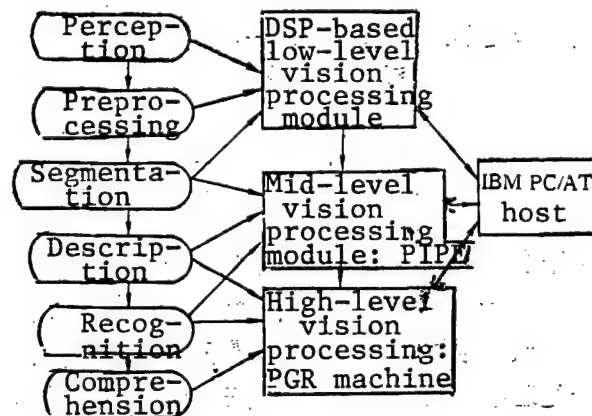 Percep-
tion
Prepro-
cessing
Segmenta-
tion
Descrip-
tion
Recog-
nition
Compre-
hension
DSP-based
low-level
vision
processing
module
Mid-level
vision
processing
module: PIPE
High-level
vision
processing:
PGR machine
IBM PC/AT
host